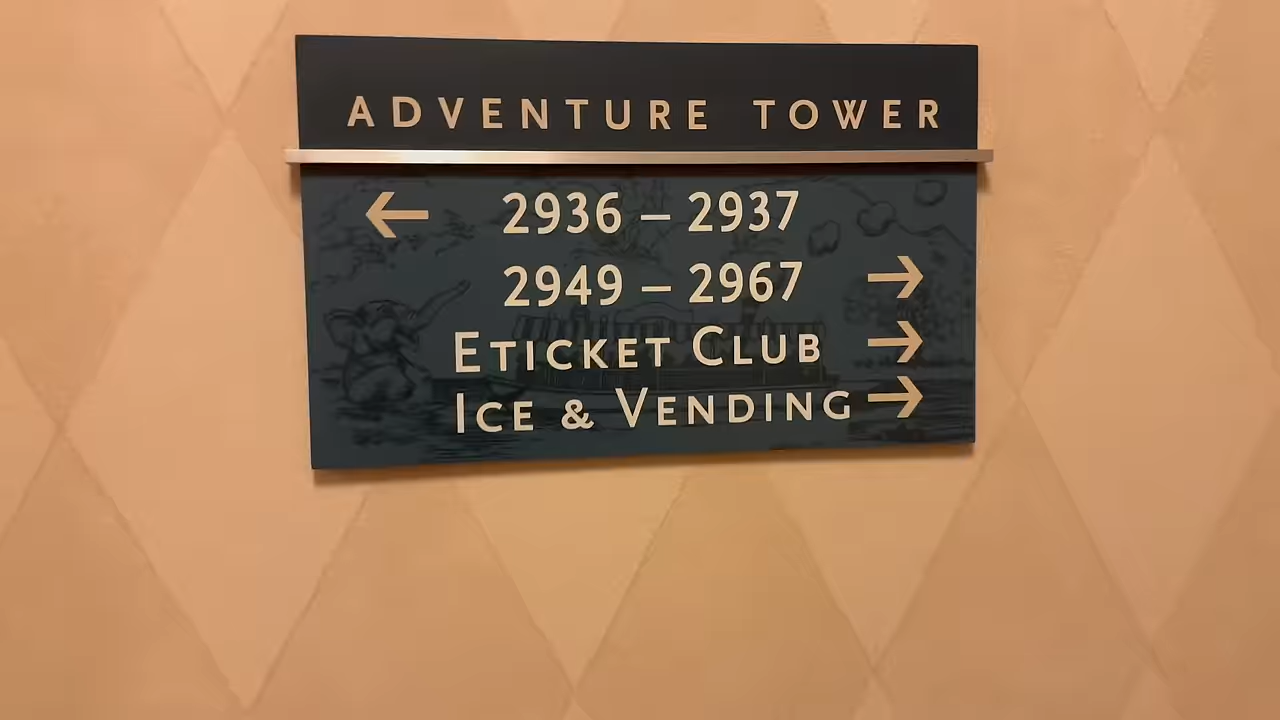 ADVENTURE TOWER
← 2936 – 2937
2949 – 2967 →
ETICKET CLUB →
ICE & VENDING →